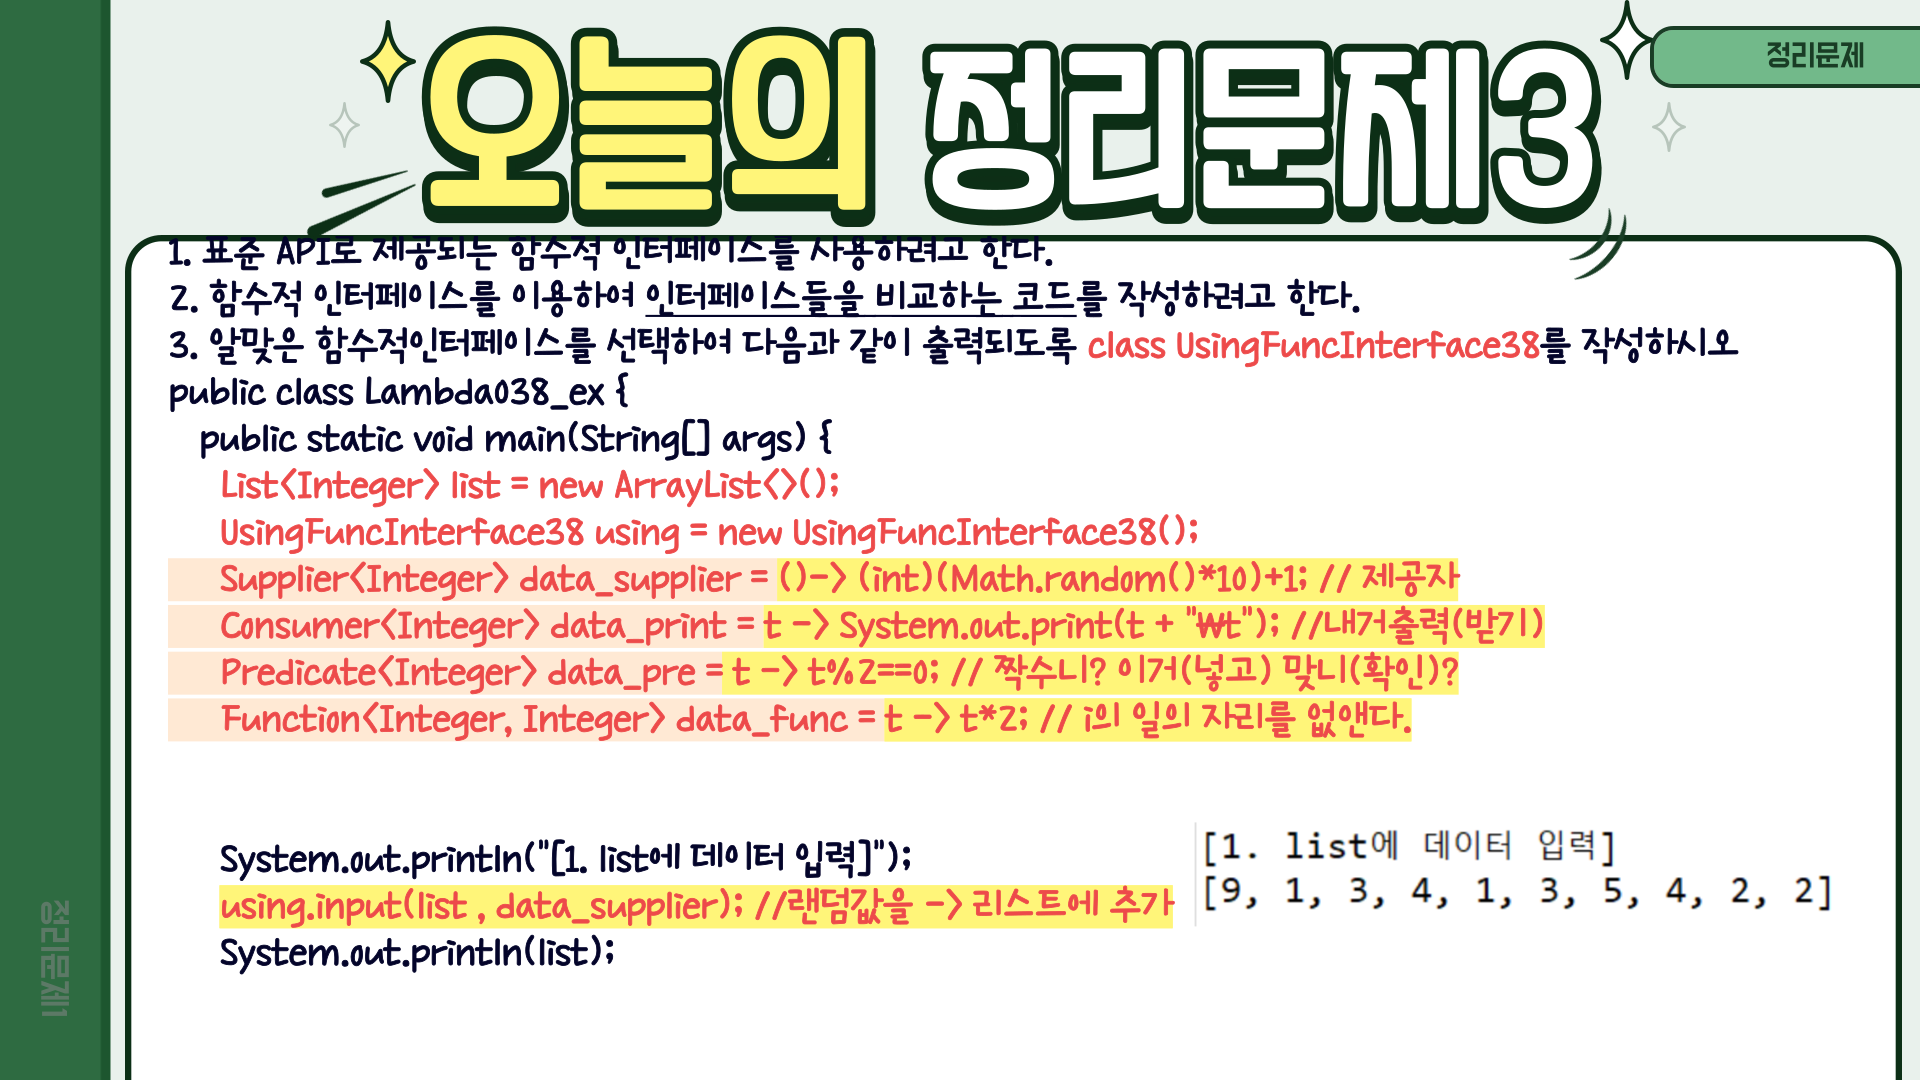 오늘의 정리문제3
정리문제
1. 표준 API로 제공되는 함수적 인터페이스를 사용하려고 한다.
2. 함수적 인터페이스를 이용하여 인터페이스들을 비교하는 코드를 작성하려고 한다.
3. 알맞은 함수적인터페이스를 선택하여 다음과 같이 출력되도록 class UsingFuncInterface38를 작성하시오
public class Lambda038_ex {
public static void main(String[] args) {
List<Integer> list = new ArrayList<>();
UsingFuncInterface38 using = new UsingFuncInterface38();
Supplier<Integer> data_supplier = ()-> (int)(Math.random()*10)+1; // 제공자
Consumer<Integer> data_print = t -> System.out.print(t + "₩t"); //내거출력(받기)
Predicate<Integer> data_pre = t -> t%2==0; // 짝수니? 이거(넣고) 맞니(확인)?
Function<Integer, Integer> data_func = t -> t*2; // i의 일의 자리를 없앤다.
System.out.println("[1. list에 데이터 입력]");
using.input(list , data_supplier); //랜덤값을 -> 리스트에 추가
System.out.println(list);
[1. list에 데이터 입력]
[9, 1, 3, 4, 1, 3, 5, 4, 2, 2]
정리문제1